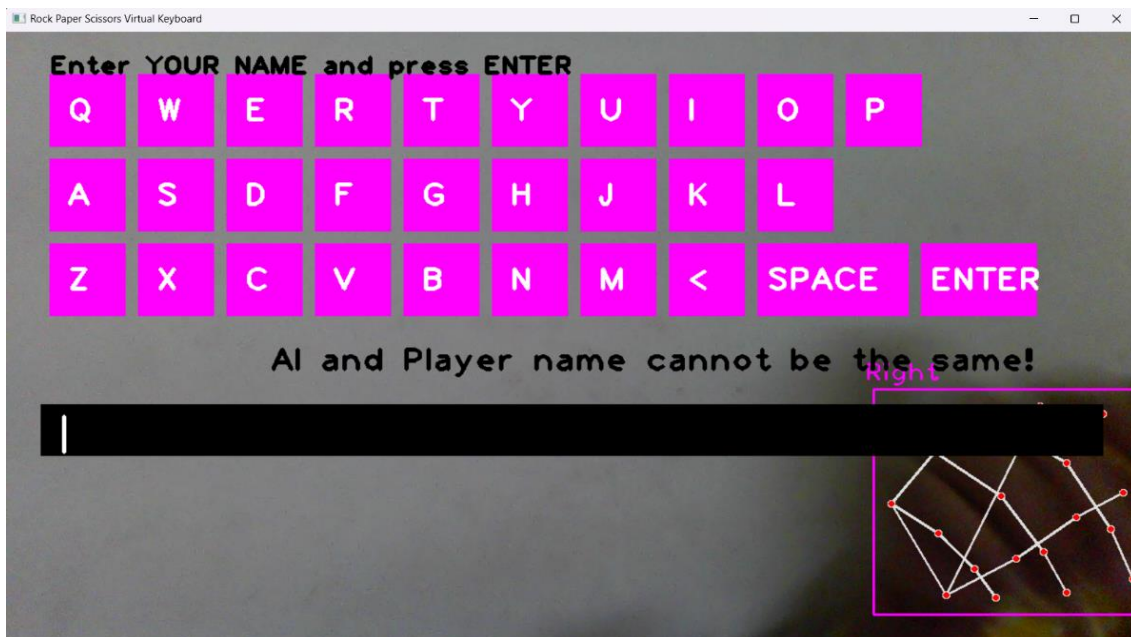 Rock Paper Scissors Virtual Keyboard
Enter YOUR NAME and press ENTER
Q W E R T Y U I O P
A S D F G H J K L
Z X C V B N M < SPACE ENTER
AI and Player name cannot be the same!
Right